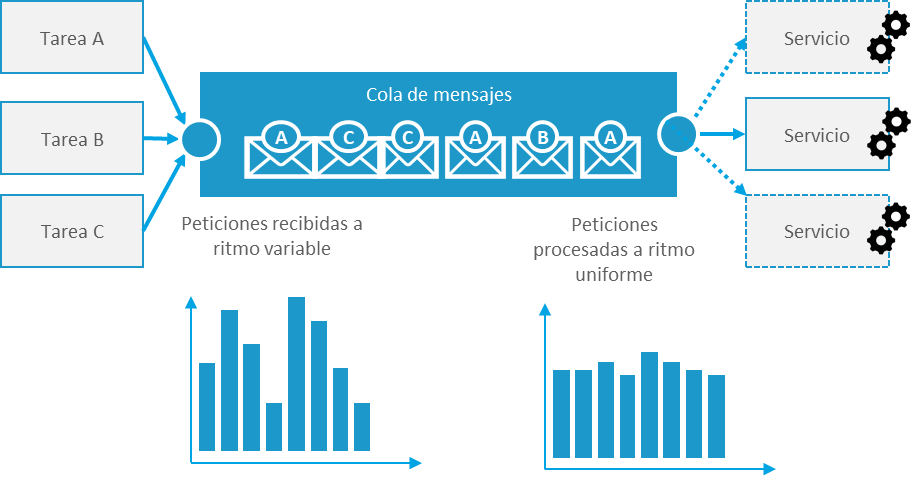 Tarea A
Tarea B
Tarea C
Cola de mensajes
A
C
C
A
B
A
Servicio
Servicio
Servicio
Peticiones recibidas a
ritmo variable
Peticiones
procesadas a ritmo
uniforme